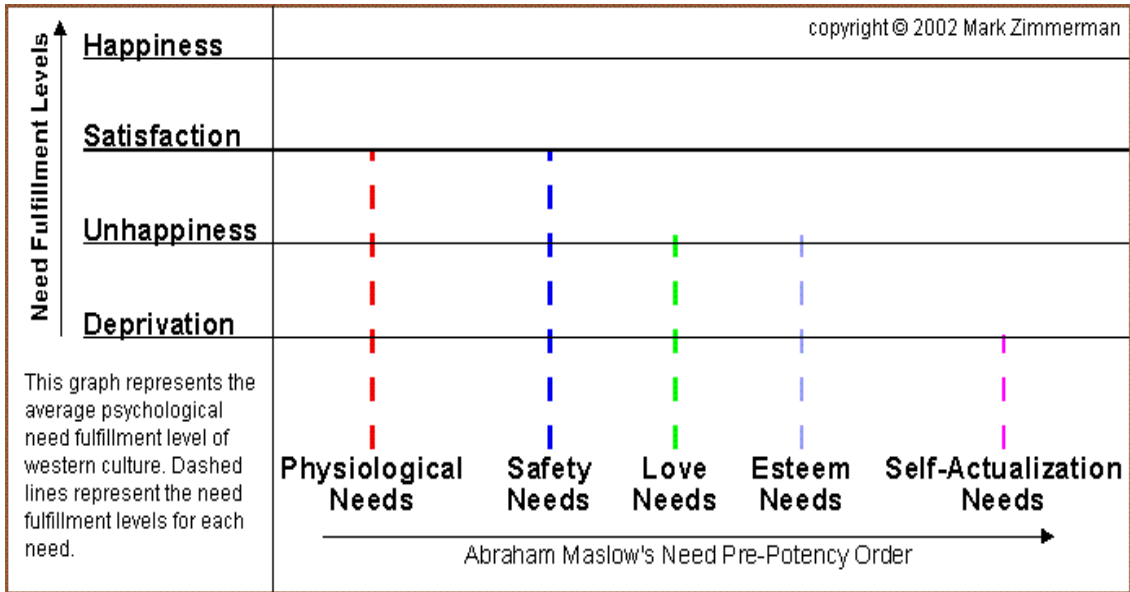 copyright © 2002 Mark Zimmerman
Need Fulfillment Levels
Happiness
Satisfaction
Unhappiness
Deprivation
This graph represents the
average psychological
need fulfillment level of
western culture. Dashed
lines represent the need
fulfillment levels for each
need.
Physiological
Needs
Safety
Needs
Love
Needs
Esteem
Needs
Self-Actualization
Needs
Abraham Maslow's Need Pre-Potency Order